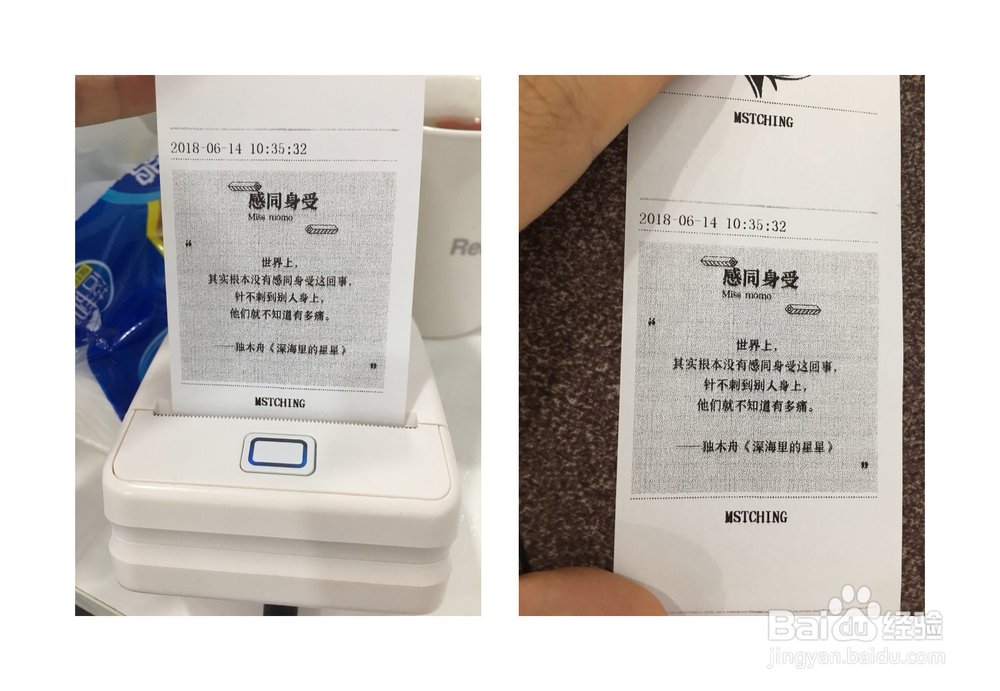 2018-06-14 10:35:32
感同身受
Miss momo
“
世界上，
其实根本没有感同身受这回事，
针不刺到别人身上，
他们就不知道有多痛。
——独木舟《深海里的星星》
”
MSTCHING
Re
MSTCHING
2018-06-14 10:35:32
感同身受
Miss momo
“
世界上，
其实根本没有感同身受这回事，
针不刺到别人身上，
他们就不知道有多痛。
——独木舟《深海里的星星》
”
MSTCHING
Baidu经验
jingyan.baidu.com